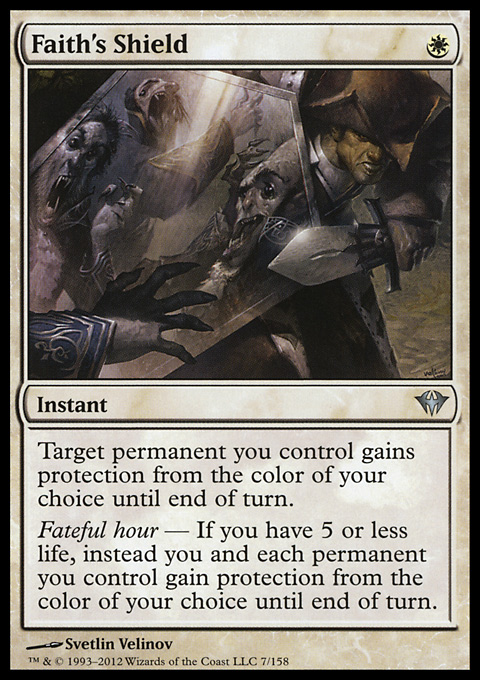 Faith's Shield
Instant
Target permanent you control gains
protection from the color of your
choice until end of turn.
Fateful hour — If you have 5 or less
life, instead you and each permanent
you control gain protection from the
color of your choice until end of turn.
Svetlin Velinov
™ & © 1993–2012 Wizards of the Coast LLC 7/158